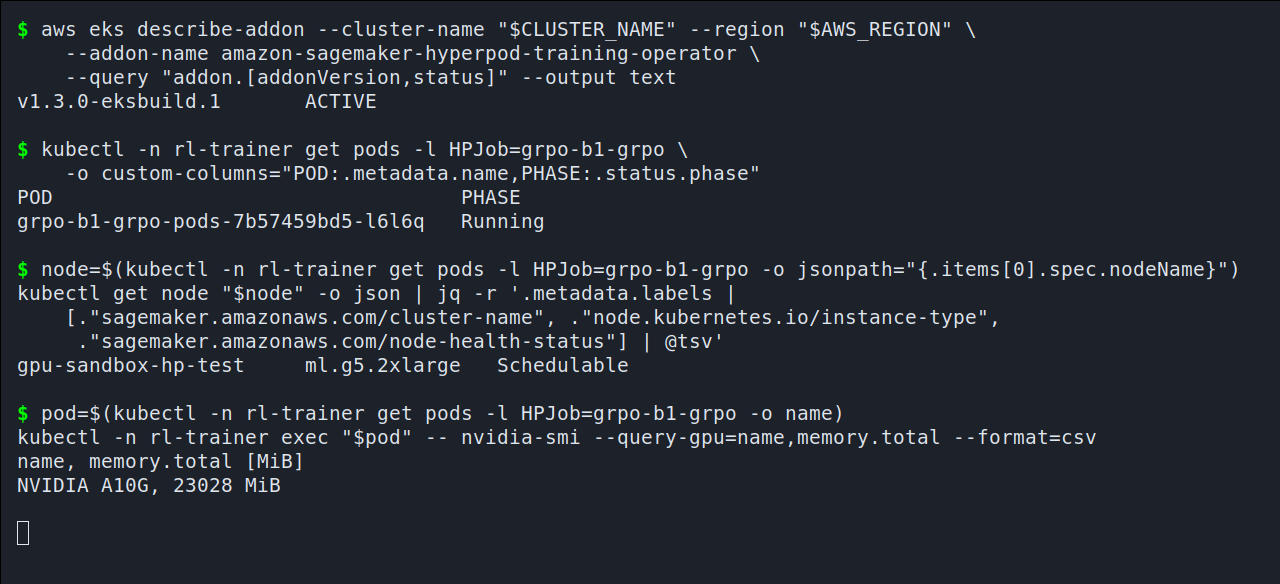 $ aws eks describe-addon --cluster-name "$CLUSTER_NAME" --region "$AWS_REGION" \
    --addon-name amazon-sagemaker-hyperpod-training-operator \
    --query "addon.[addonVersion,status]" --output text
v1.3.0-eksbuild.1       ACTIVE

$ kubectl -n rl-trainer get pods -l HPJob=grpo-b1-grpo \
    -o custom-columns="POD:.metadata.name,PHASE:.status.phase"
POD                                  PHASE
grpo-b1-grpo-pods-7b57459bd5-l6l6q   Running

$ node=$(kubectl -n rl-trainer get pods -l HPJob=grpo-b1-grpo -o jsonpath="{.items[0].spec.nodeName}")
kubectl get node "$node" -o json | jq -r '.metadata.labels |
    [."sagemaker.amazonaws.com/cluster-name", ."node.kubernetes.io/instance-type",
     ."sagemaker.amazonaws.com/node-health-status"] | @tsv'
gpu-sandbox-hp-test     ml.g5.2xlarge   Schedulable

$ pod=$(kubectl -n rl-trainer get pods -l HPJob=grpo-b1-grpo -o name)
kubectl -n rl-trainer exec "$pod" -- nvidia-smi --query-gpu=name,memory.total --format=csv
name, memory.total [MiB]
NVIDIA A10G, 23028 MiB